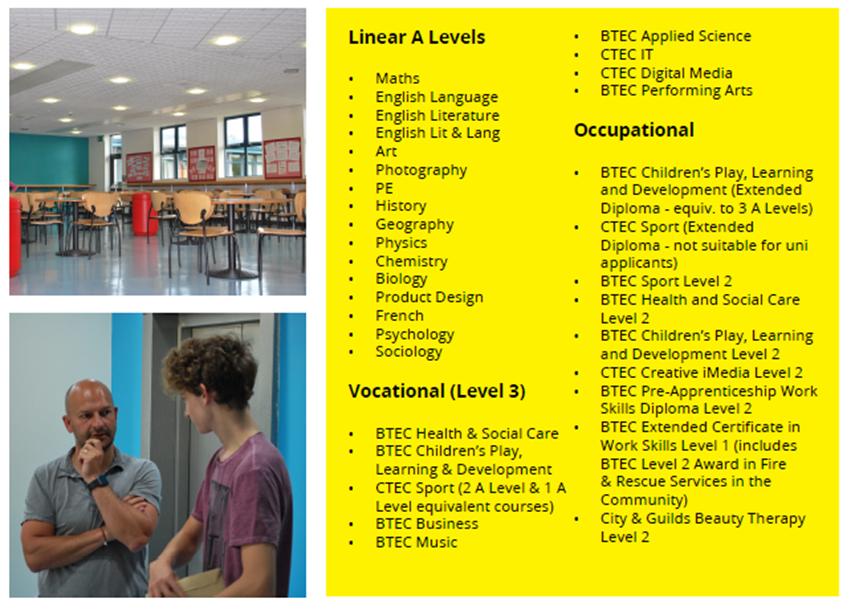 Linear A Levels
• Maths
• English Language
• English Literature
• English Lit & Lang
• Art
• Photography
• PE
• History
• Geography
• Physics
• Chemistry
• Biology
• Product Design
• French
• Psychology
• Sociology
Vocational (Level 3)
• BTEC Health & Social Care
• BTEC Children’s Play,
Learning & Development
• CTEC Sport (2 A Level & 1 A
Level equivalent courses)
• BTEC Business
• BTEC Music
• BTEC Applied Science
• CTEC IT
• CTEC Digital Media
• BTEC Performing Arts
Occupational
• BTEC Children’s Play, Learning
and Development (Extended
Diploma - equiv. to 3 A Levels)
• CTEC Sport (Extended
Diploma - not suitable for uni
applicants)
• BTEC Sport Level 2
• BTEC Health and Social Care
Level 2
• BTEC Children’s Play, Learning
and Development Level 2
• CTEC Creative iMedia Level 2
• BTEC Pre-Apprenticeship Work
Skills Diploma Level 2
• BTEC Extended Certificate in
Work Skills Level 1 (includes
BTEC Level 2 Award in Fire
& Rescue Services in the
Community)
• City & Guilds Beauty Therapy
Level 2